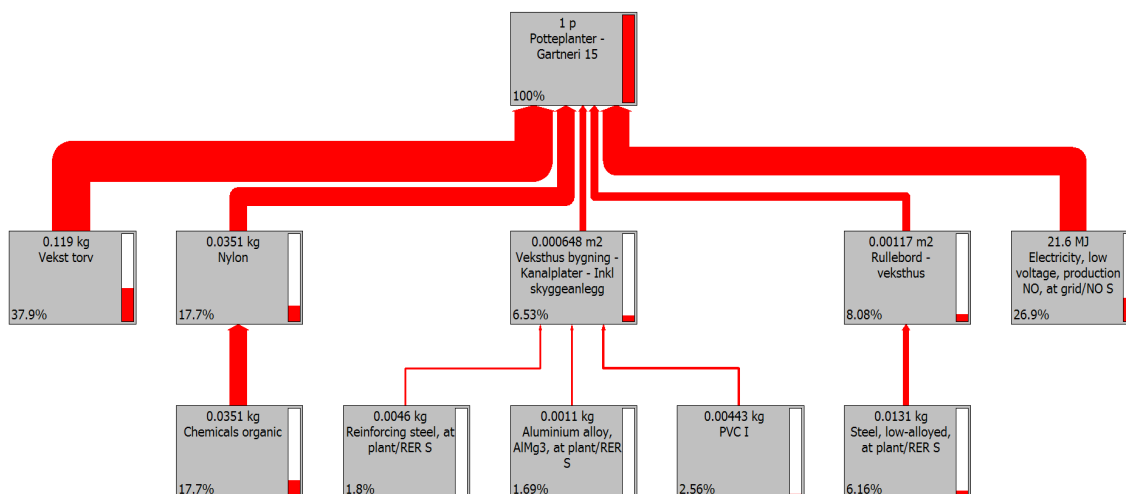 1 p
Potteplanter -
Gartneri 15
100%
0.119 kg
Vekst torv
37.9%
0.0351 kg
Nylon
17.7%
0.000648 m2
Veksthus bygning -
Kanalplater - Inkl
skyggeanlegg
6.53%
0.00117 m2
Rullebord -
veksthus
8.08%
21.6 MJ
Electricity, low
voltage, production
NO, at grid/NO S
26.9%
0.0351 kg
Chemicals organic
17.7%
0.0046 kg
Reinforcing steel, at
plant/RER S
1.8%
0.0011 kg
Aluminium alloy,
AlMg3, at plant/RER
S
1.69%
0.00443 kg
PVC I
2.56%
0.0131 kg
Steel, low-alloyed,
at plant/RER S
6.16%